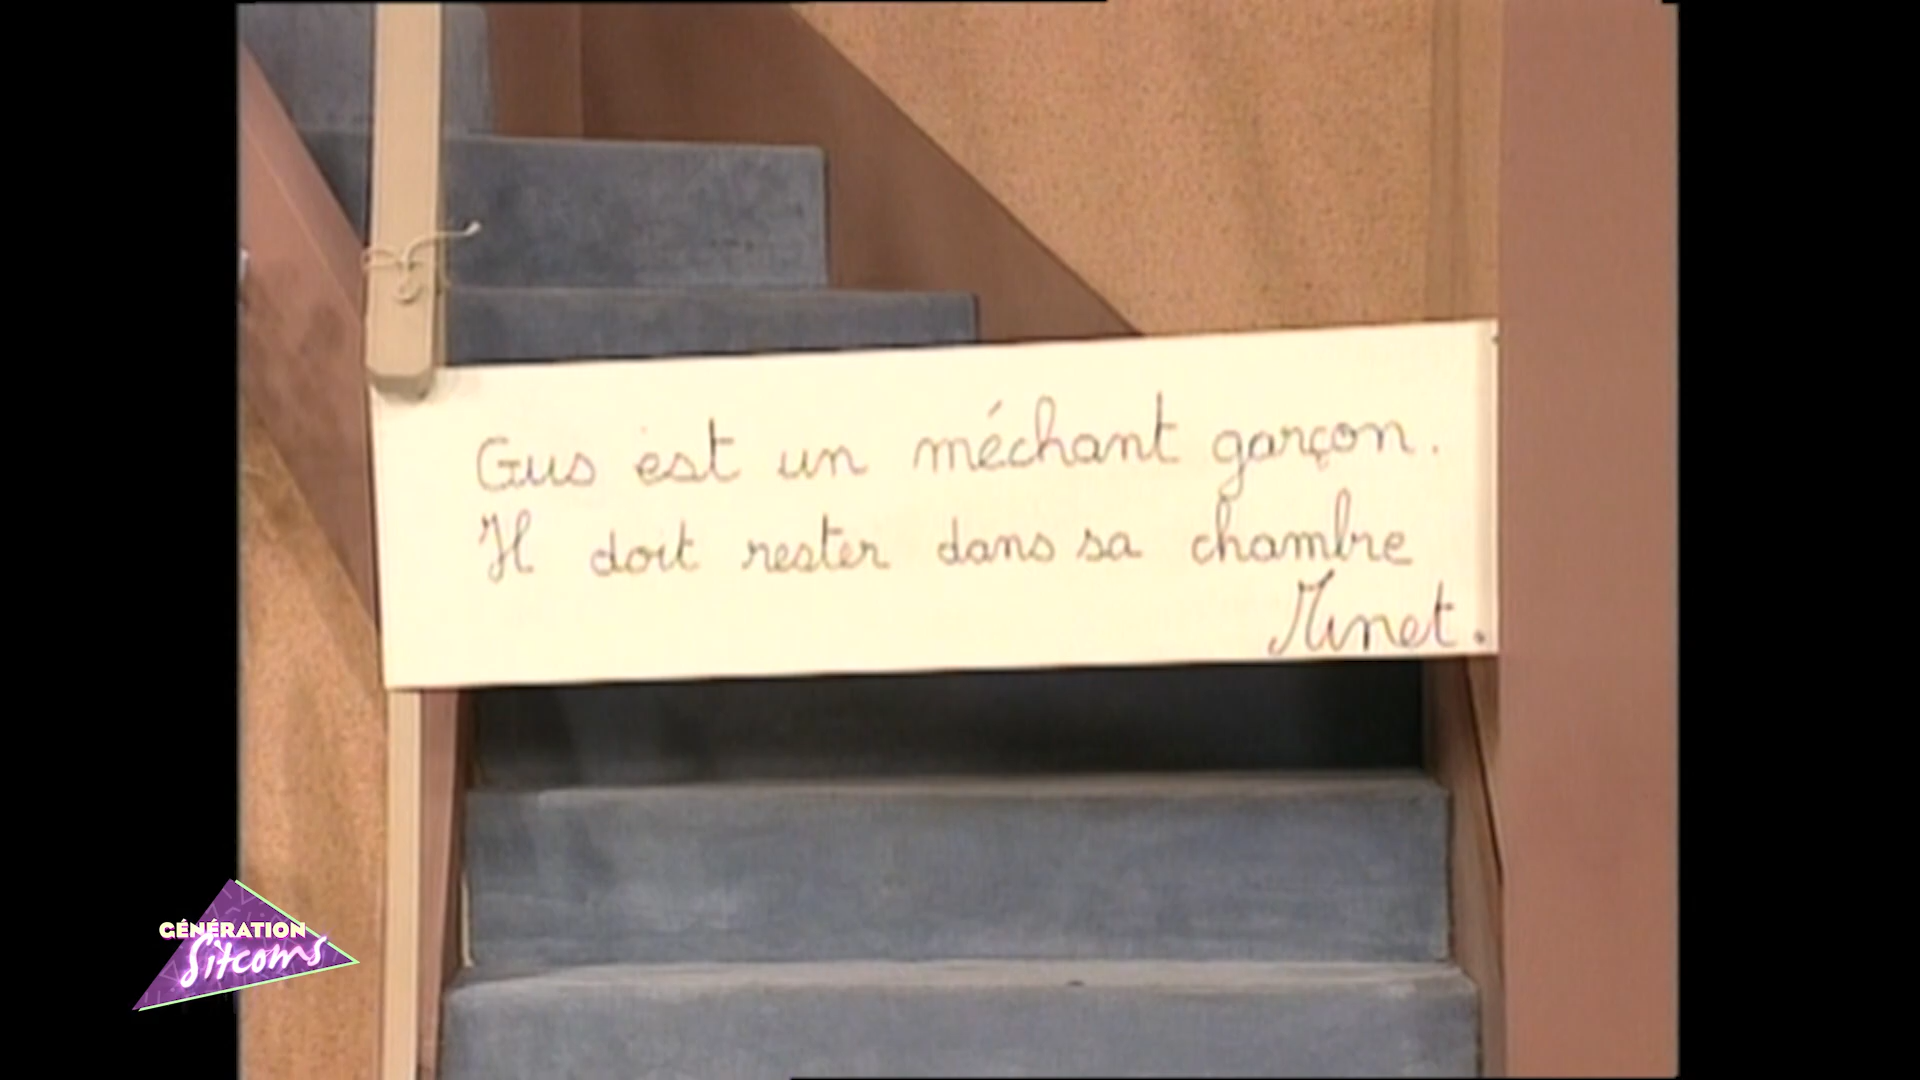 Gus est un méchant garçon.
Il doit rester dans sa chambre
Minet.
GÉNÉRATION
Sitcoms